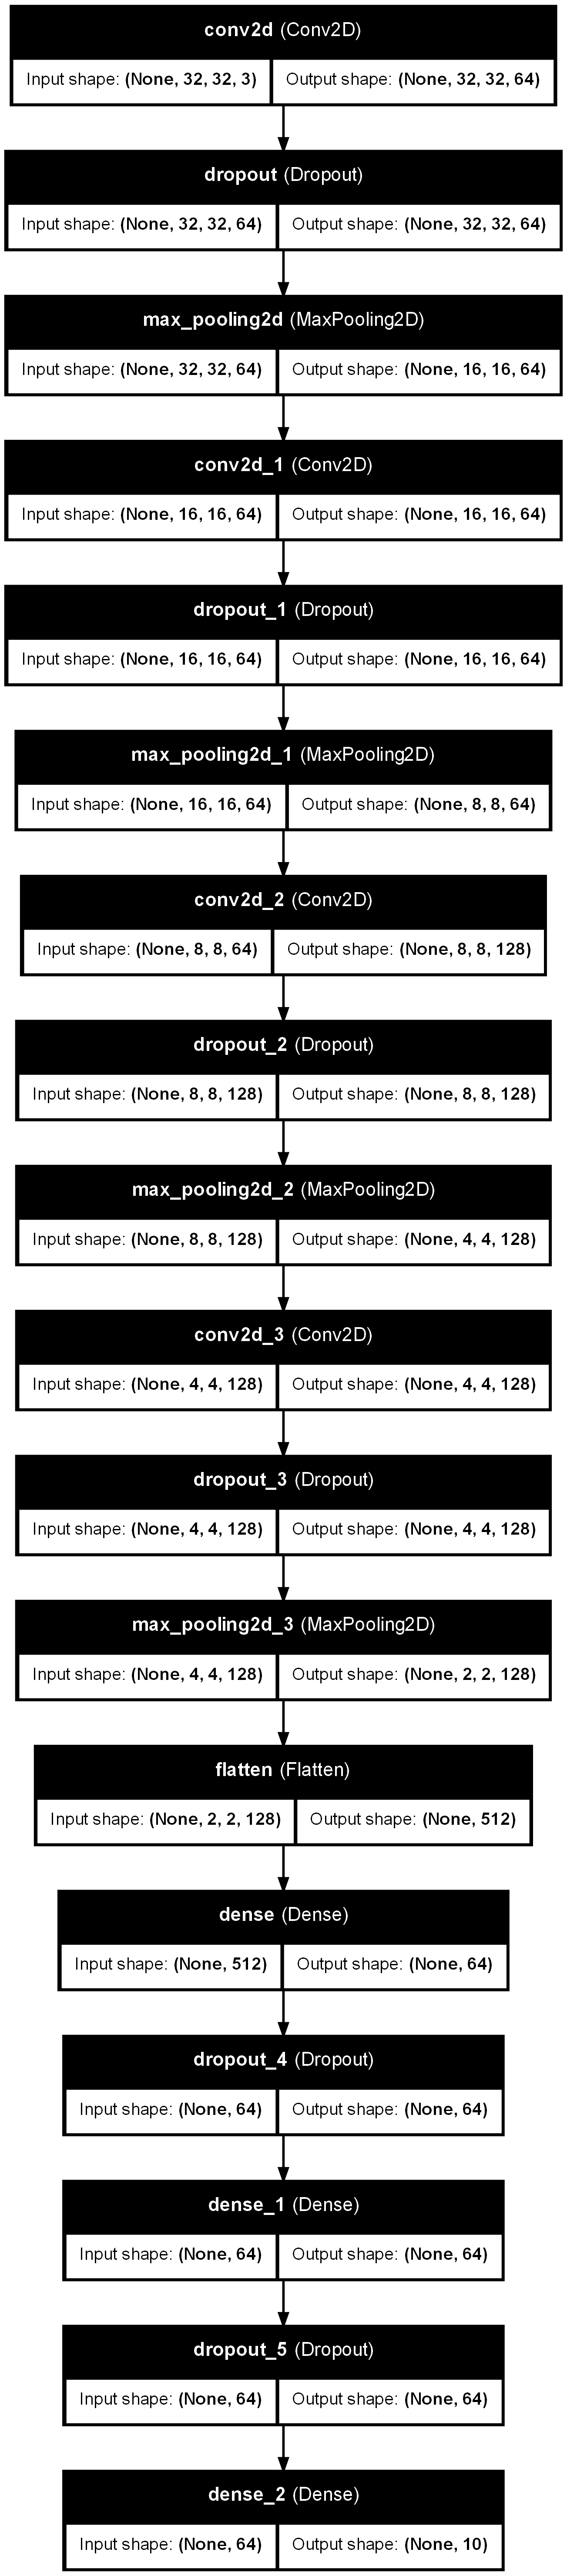 conv2d (Conv2D)
Input shape: (None, 32, 32, 3) Output shape: (None, 32, 32, 64)
dropout (Dropout)
Input shape: (None, 32, 32, 64) Output shape: (None, 32, 32, 64)
max_pooling2d (MaxPooling2D)
Input shape: (None, 32, 32, 64) Output shape: (None, 16, 16, 64)
conv2d_1 (Conv2D)
Input shape: (None, 16, 16, 64) Output shape: (None, 16, 16, 64)
dropout_1 (Dropout)
Input shape: (None, 16, 16, 64) Output shape: (None, 16, 16, 64)
max_pooling2d_1 (MaxPooling2D)
Input shape: (None, 16, 16, 64) Output shape: (None, 8, 8, 64)
conv2d_2 (Conv2D)
Input shape: (None, 8, 8, 64) Output shape: (None, 8, 8, 128)
dropout_2 (Dropout)
Input shape: (None, 8, 8, 128) Output shape: (None, 8, 8, 128)
max_pooling2d_2 (MaxPooling2D)
Input shape: (None, 8, 8, 128) Output shape: (None, 4, 4, 128)
conv2d_3 (Conv2D)
Input shape: (None, 4, 4, 128) Output shape: (None, 4, 4, 128)
dropout_3 (Dropout)
Input shape: (None, 4, 4, 128) Output shape: (None, 4, 4, 128)
max_pooling2d_3 (MaxPooling2D)
Input shape: (None, 4, 4, 128) Output shape: (None, 2, 2, 128)
flatten (Flatten)
Input shape: (None, 2, 2, 128) Output shape: (None, 512)
dense (Dense)
Input shape: (None, 512) Output shape: (None, 64)
dropout_4 (Dropout)
Input shape: (None, 64) Output shape: (None, 64)
dense_1 (Dense)
Input shape: (None, 64) Output shape: (None, 64)
dropout_5 (Dropout)
Input shape: (None, 64) Output shape: (None, 64)
dense_2 (Dense)
Input shape: (None, 64) Output shape: (None, 10)